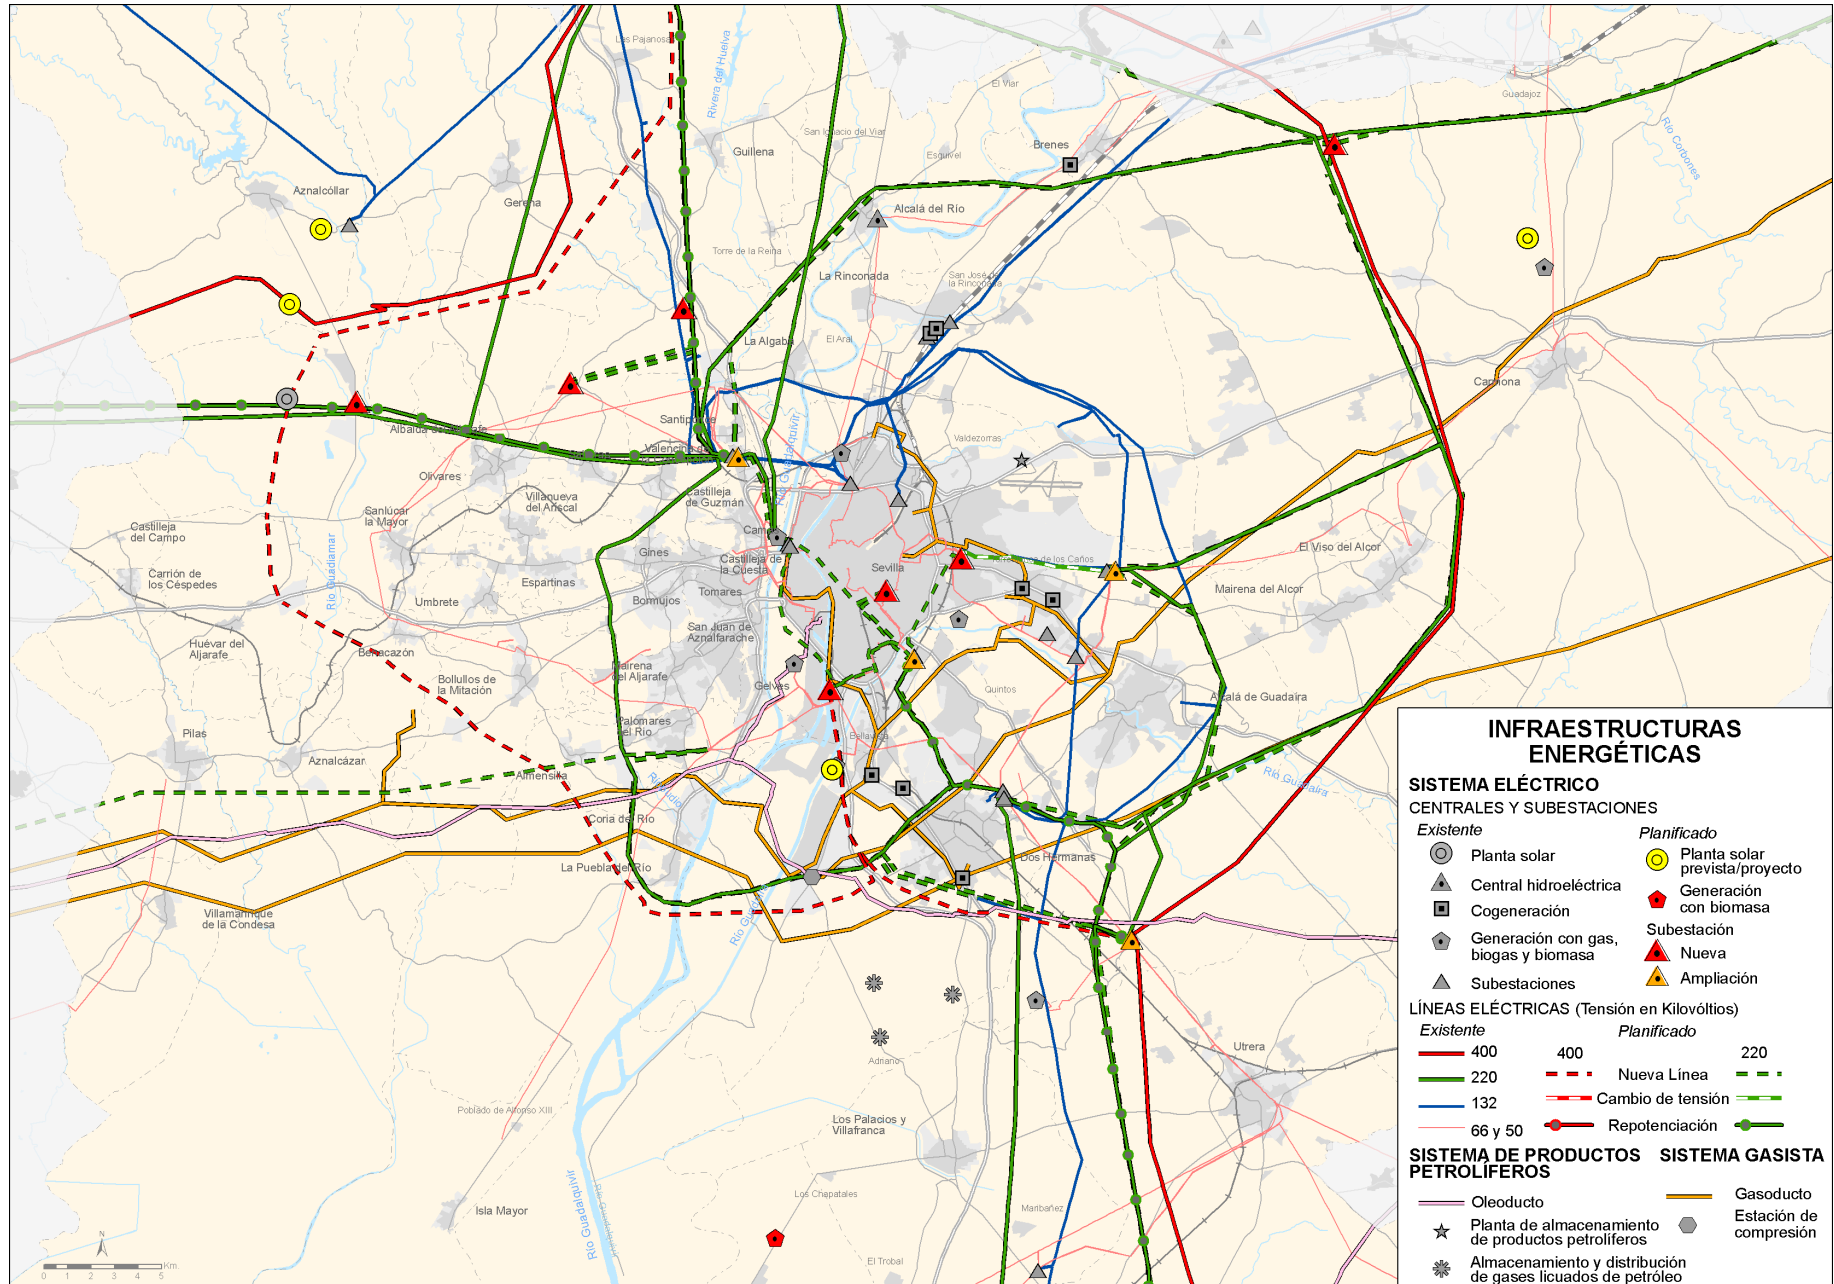 Las Pajanosas
Rivera del Huelva
El Viar
Guadajoz
Río Corbones
San Ignacio del Viar
Guillena
Esquivel
Brenes
Aznalcóllar
Gerena
Alcalá del Río
Torre de la Reina
La Rinconada
San José de
la Rinconada
La Algaba
El Aral
Carmona
Santiponce
Valdezorras
Olivares
Castilleja
de Guzmán
Villanueva
del Ariscal
Sanlúcar
la Mayor
Castilleja
del Campo
Río Guadiamar
Gines
Castilleja de
la Cuesta
Sevilla
El Viso del Alcor
Carrión de
los Céspedes
Espartinas
Tomares
Bormujos
Umbrete
Mairena del Alcor
San Juan de
Aznalfarache
Huévar del
Aljarafe
Benacazón
Mairena
del Aljarafe
Bollullos de
la Mitación
Gelves
Quintos
Alcalá de Guadaíra
Palomares
del Río
Bellavista
Pilas
Aznalcázar
Almensilla
Río Guadaíra
Coria del Río
Dos Hermanas
La Puebla del Río
Villamanrique
de la Condesa
Adriano
Utrera
Poblado de Alfonso XIII
Los Palacios y
Villafranca
Los Chapatales
Maribáñez
Isla Mayor
Río Guadalquivir
El Trobal
N
0 1 2 3 4 5 Km.
INFRAESTRUCTURAS
ENERGÉTICAS
SISTEMA ELÉCTRICO
CENTRALES Y SUBESTACIONES
Existente
Planificado
Planta solar
Planta solar
prevista/proyecto
Central hidroeléctrica
Generación
con biomasa
Cogeneración
Subestación
Generación con gas,
biogas y biomasa
Nueva
Subestaciones
Ampliación
LÍNEAS ELÉCTRICAS (Tensión en Kilovóltios)
Existente
Planificado
400
400
220
220
Nueva Línea
132
Cambio de tensión
66 y 50
Repotenciación
SISTEMA DE PRODUCTOS
PETROLÍFEROS
SISTEMA GASISTA
Oleoducto
Gasoducto
Planta de almacenamiento
de productos petrolíferos
Estación de
compresión
Almacenamiento y distribución
de gases licuados de petróleo